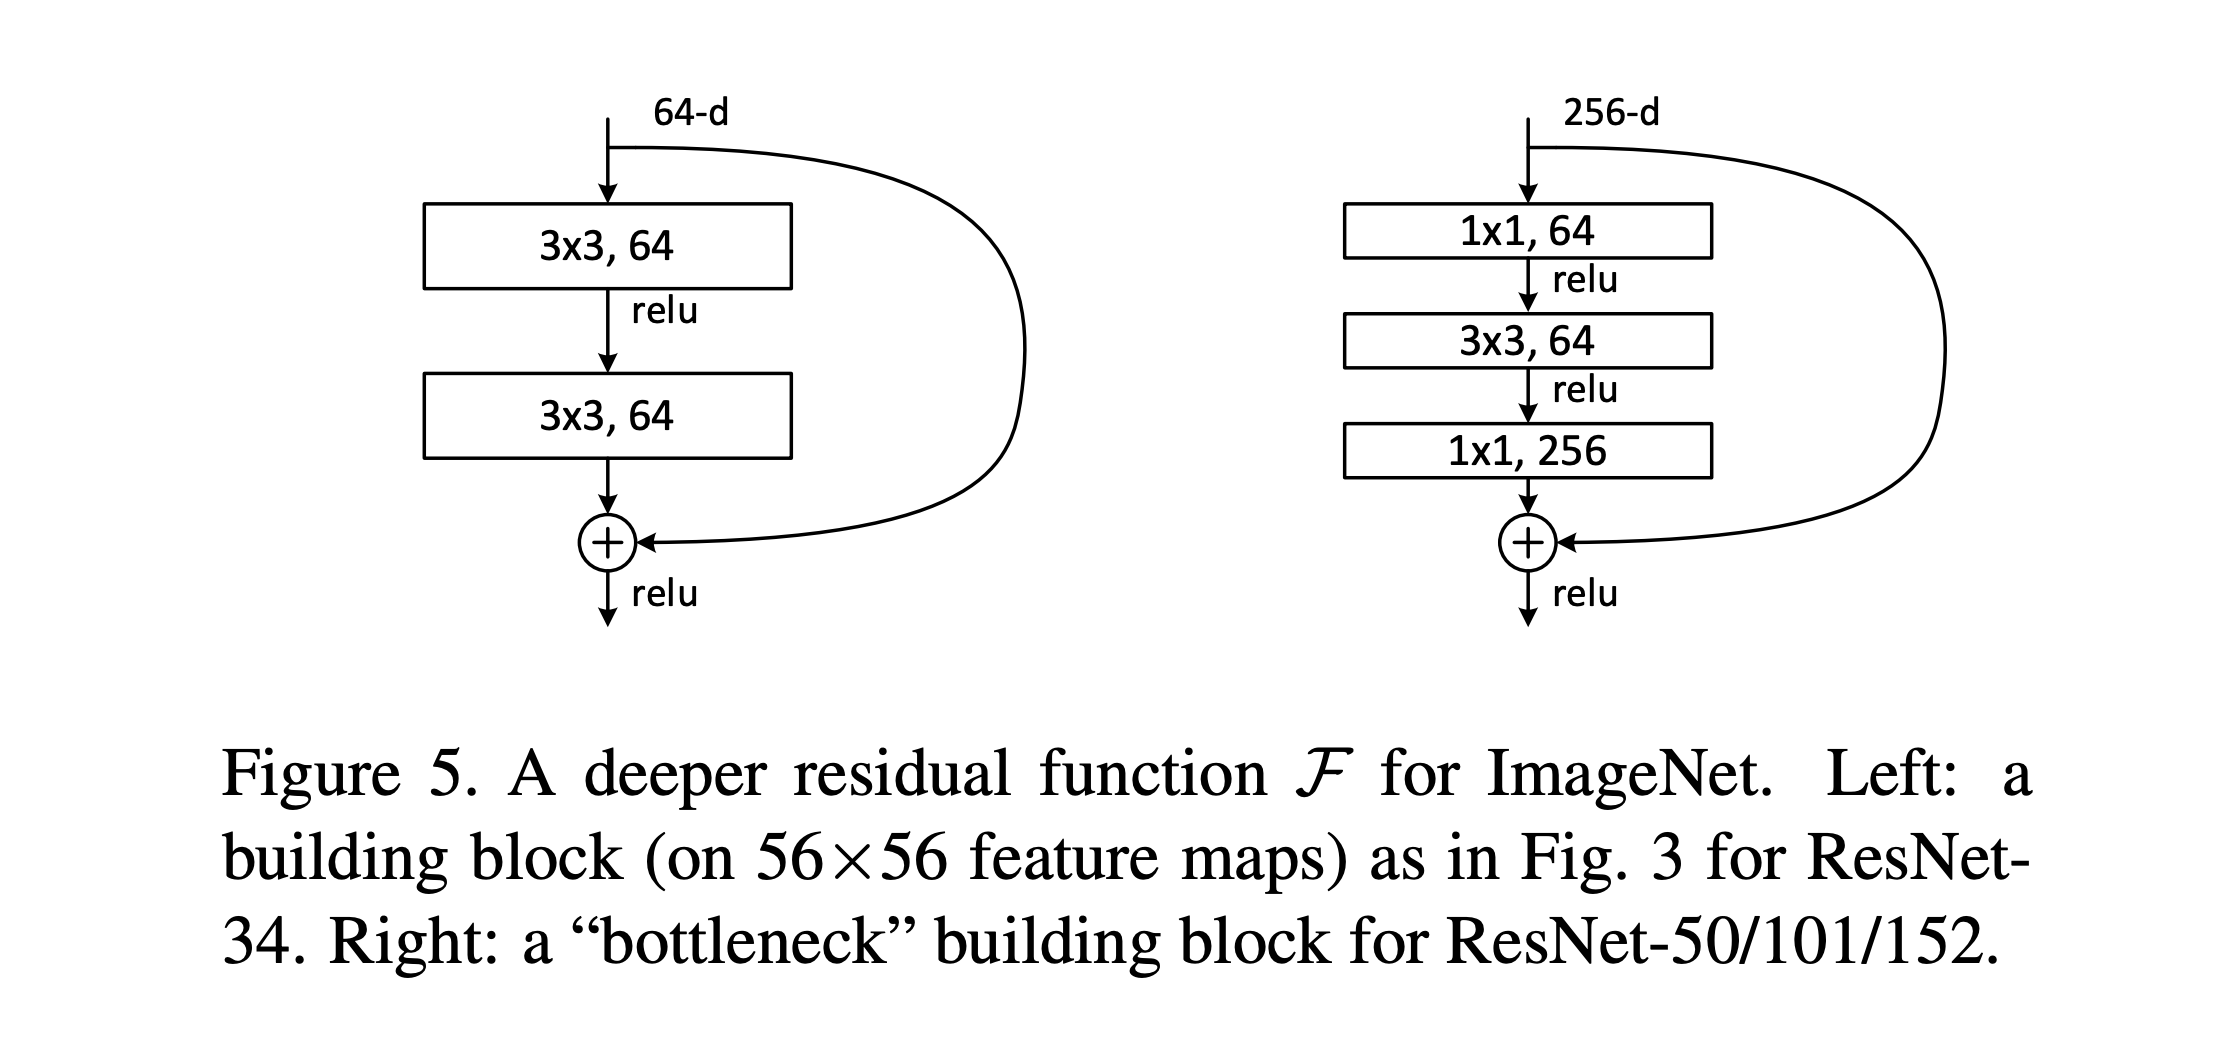 64-d
3x3, 64
relu
3x3, 64
relu
256-d
1x1, 64
relu
3x3, 64
relu
1x1, 256
relu
Figure 5. A deeper residual function ℱ for ImageNet. Left: a
building block (on 56×56 feature maps) as in Fig. 3 for ResNet-
34. Right: a “bottleneck” building block for ResNet-50/101/152.